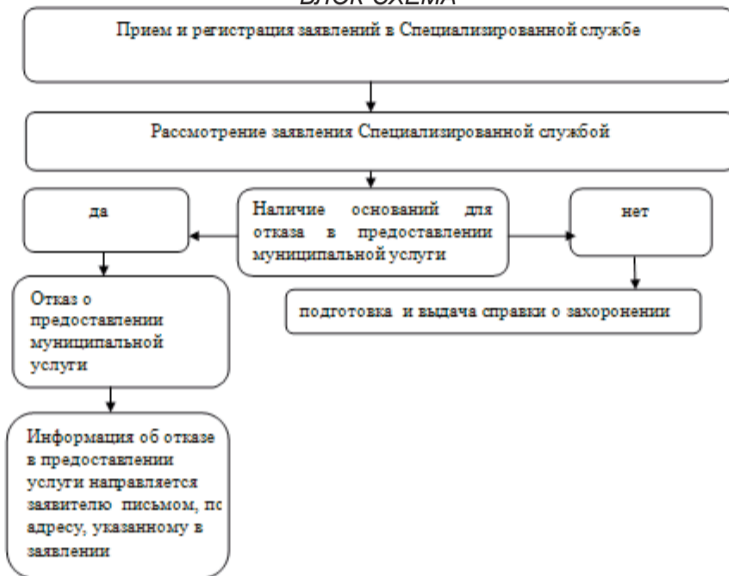 БЛОК-СХЕМА
Прием и регистрация заявлений в Специализированной службе
Рассмотрение заявления Специализированной службой
да
Наличие оснований для
отказа в предоставлении
муниципальной услуги
нет
Отказ о
предоставлении
муниципальной
услуги
подготовка и выдача справки о захоронении
Информация об отказе
в предоставлении
услуги направляется
заявителю письмом, по
адресу, указанному в
заявлении